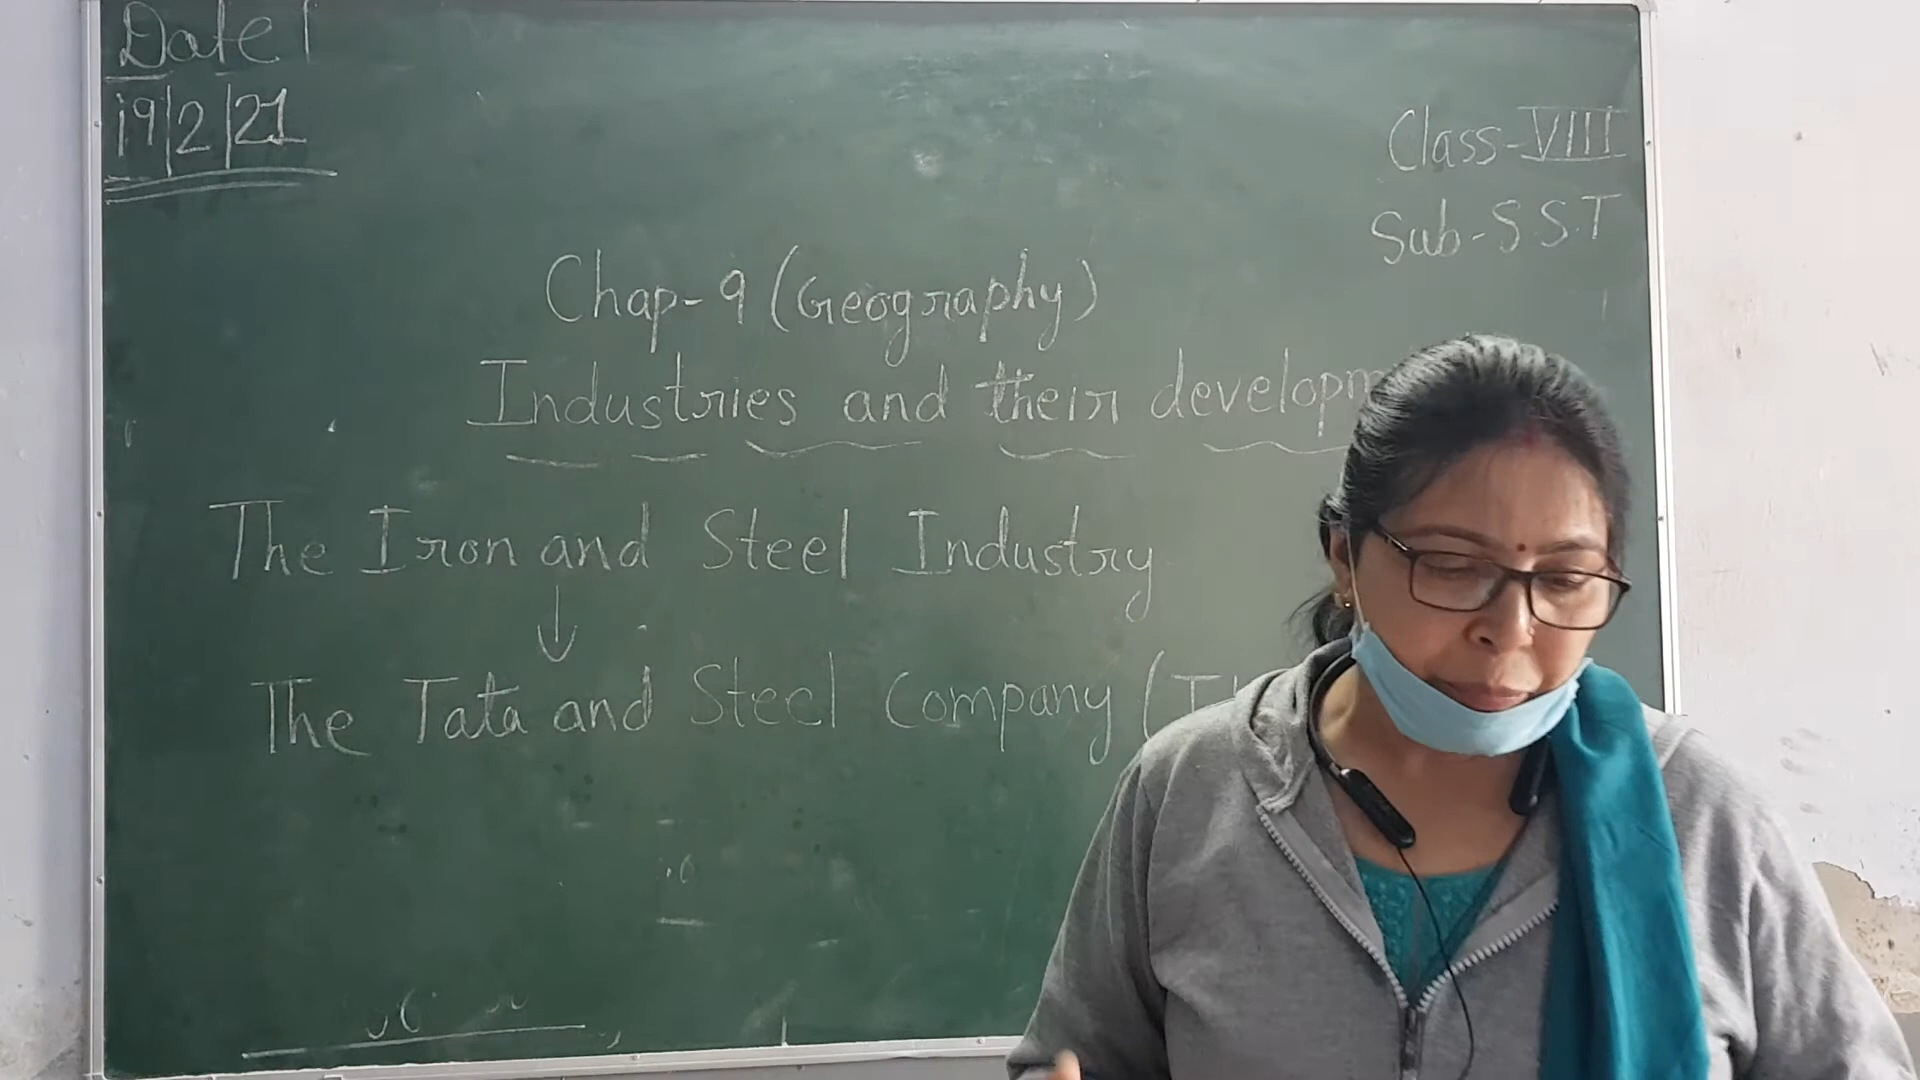 Date
19/2/21
Class-VIII
Sub-S.S.T
Chap-9 (Geography)
Industries and their developm
The Iron and Steel Industry
↓
The Tata and Steel Company (